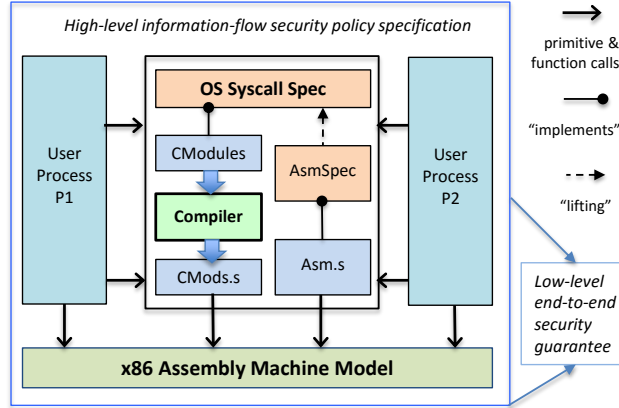 High-level information-flow security policy specification
OS Syscall Spec
User
Process
P1
CModules
AsmSpec
Compiler
CMods.s
Asm.s
User
Process
P2
x86 Assembly Machine Model
primitive &
function calls
“implements”
“lifting”
Low-level
end-to-end
security
guarantee